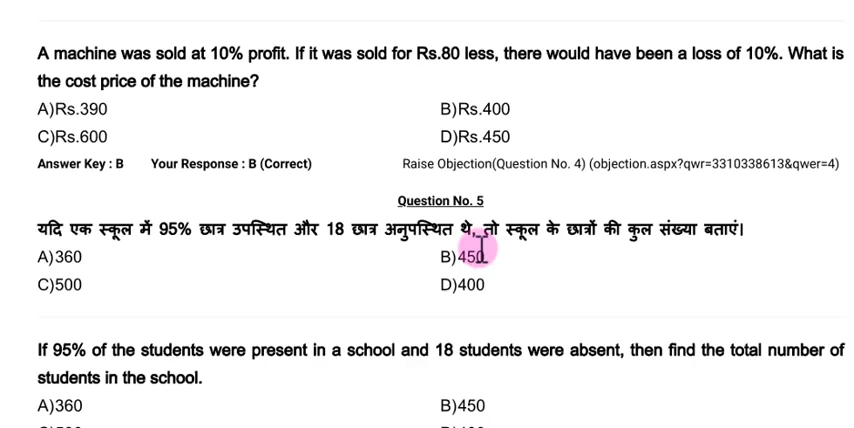 A machine was sold at 10% profit. If it was sold for Rs.80 less, there would have been a loss of 10%. What is
the cost price of the machine?
A)Rs.390 B)Rs.400
C)Rs.600 D)Rs.450
Answer Key : B Your Response : B (Correct) Raise Objection(Question No. 4) (objection.aspx?qwr=3310338613&qwer=4)
Question No. 5
यदि एक स्कूल में 95% छात्र उपस्थित और 18 छात्र अनुपस्थित थे, तो स्कूल के छात्रों की कुल संख्या बताएं।
A)360 B)450
C)500 D)400
If 95% of the students were present in a school and 18 students were absent, then find the total number of
students in the school.
A)360 B)450